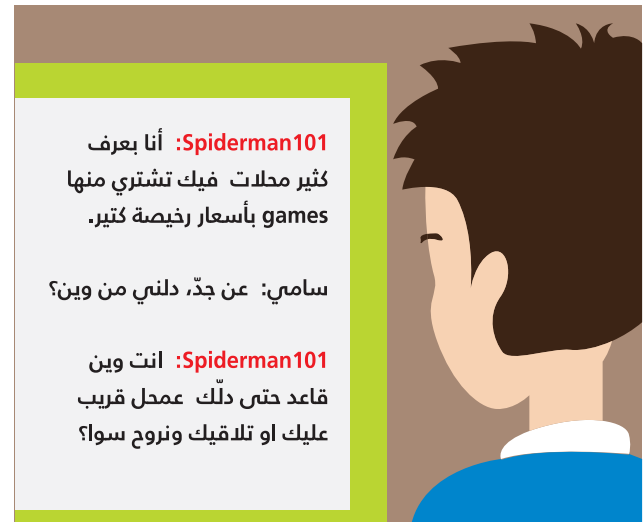 Spiderman101: أنا بعرف
كثير محلات فيك تشتري منها
games بأسعار رخيصة كتير.
سامي: عن جدّ، دلني من وين؟
Spiderman101: انت وين
قاعد حتى دلّك عمحل قريب
عليك او تلاقيك ونروح سوا؟